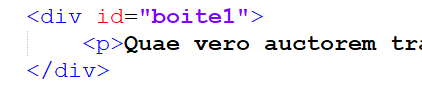 <div id="boite1">
<p>Quae vero auctorem tra
</div>